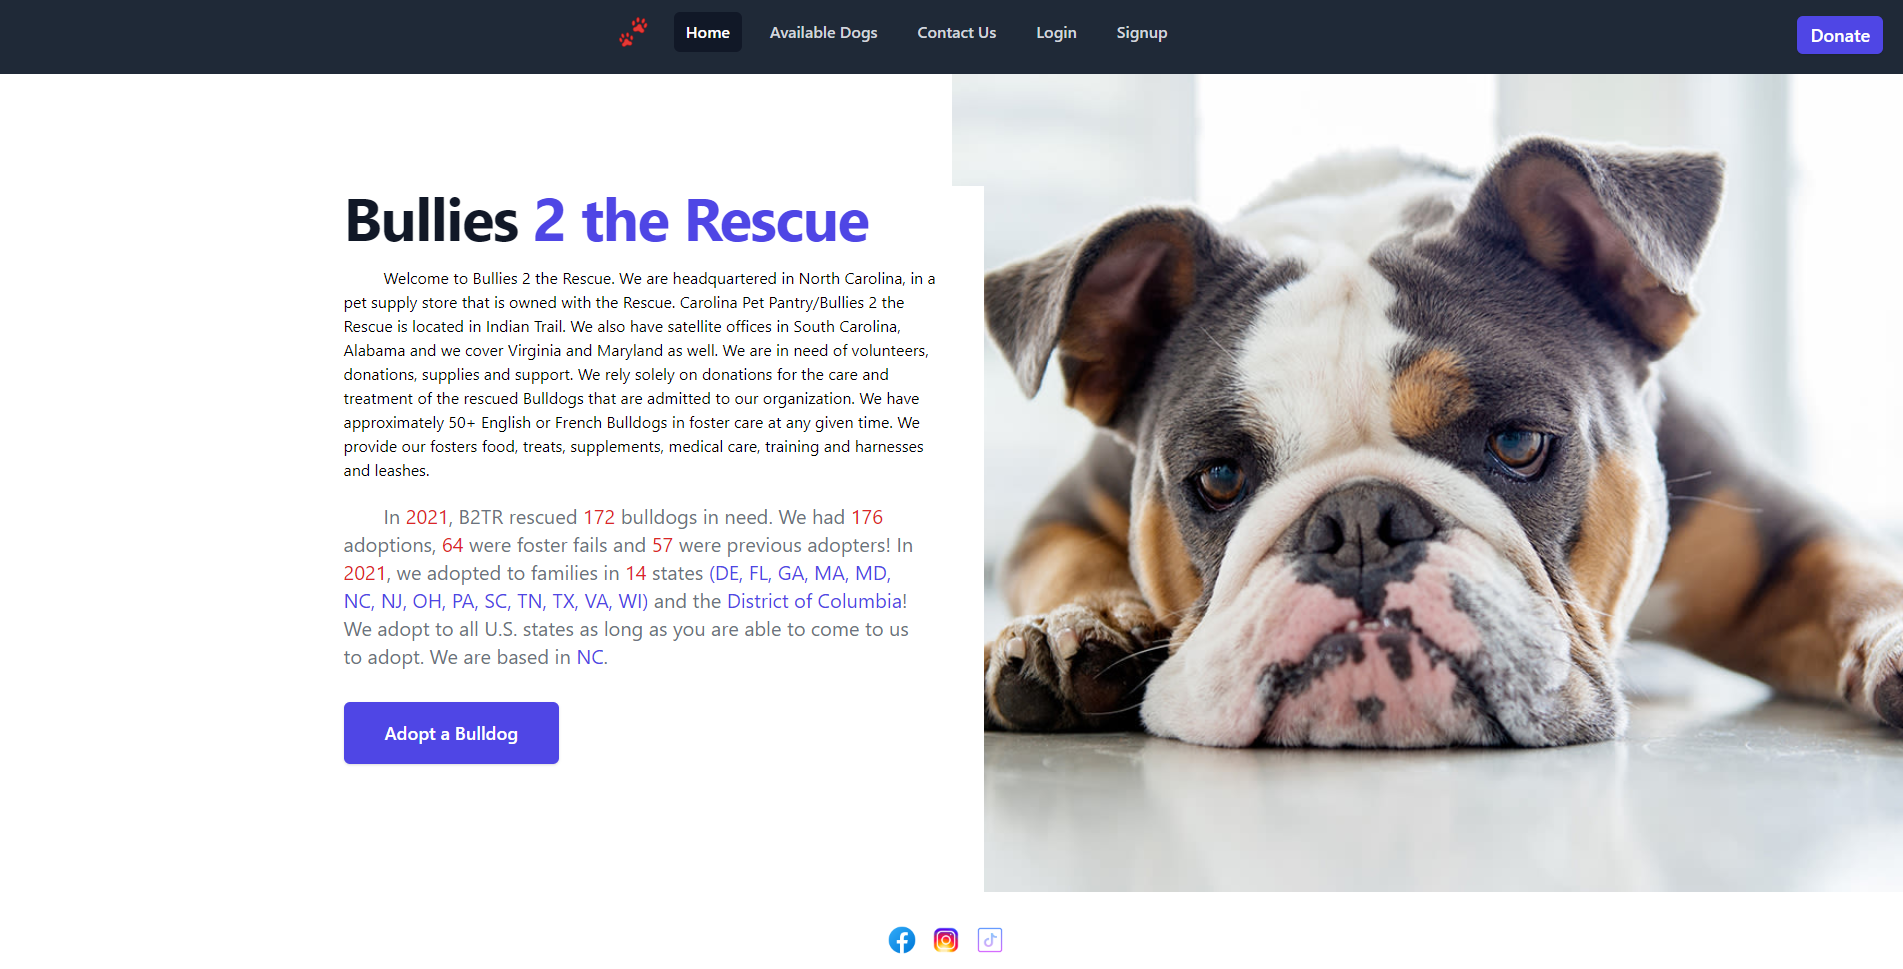 Home Available Dogs Contact Us Login Signup Donate
Bullies 2 the Rescue
Welcome to Bullies 2 the Rescue. We are headquartered in North Carolina, in a
pet supply store that is owned with the Rescue. Carolina Pet Pantry/Bullies 2 the
Rescue is located in Indian Trail. We also have satellite offices in South Carolina,
Alabama and we cover Virginia and Maryland as well. We are in need of volunteers,
donations, supplies and support. We rely solely on donations for the care and
treatment of the rescued Bulldogs that are admitted to our organization. We have
approximately 50+ English or French Bulldogs in foster care at any given time. We
provide our fosters food, treats, supplements, medical care, training and harnesses
and leashes.
In 2021, B2TR rescued 172 bulldogs in need. We had 176
adoptions, 64 were foster fails and 57 were previous adopters! In
2021, we adopted to families in 14 states (DE, FL, GA, MA, MD,
NC, NJ, OH, PA, SC, TN, TX, VA, WI) and the District of Columbia!
We adopt to all U.S. states as long as you are able to come to us
to adopt. We are based in NC.
Adopt a Bulldog